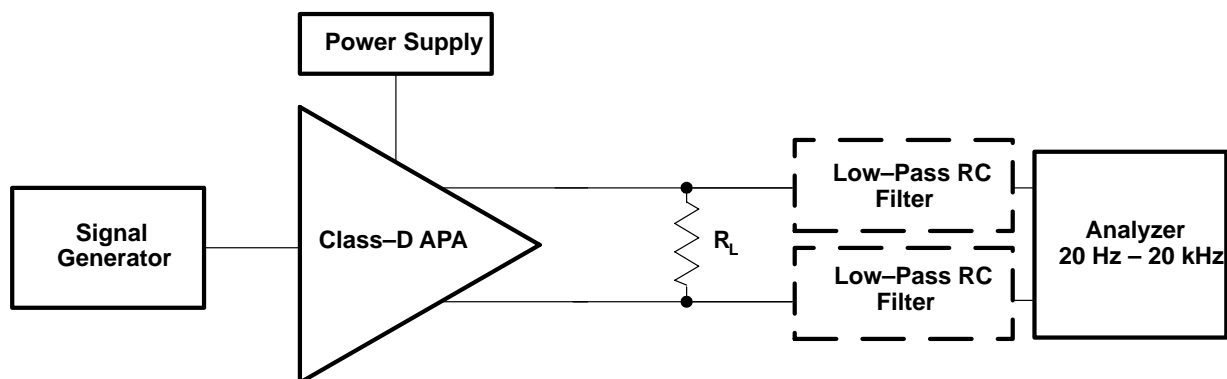 Power Supply
Signal
Generator
Class–D APA
R_L
Low–Pass RC
Filter
Low–Pass RC
Filter
Analyzer
20 Hz – 20 kHz